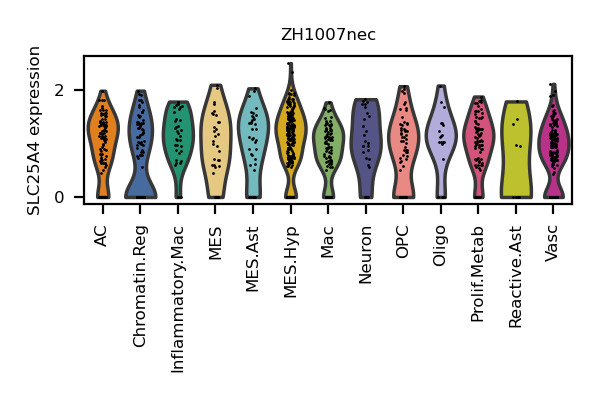 ZH1007nec
SLC25A4 expression
2
0
AC
Chromatin.Reg
Inflammatory.Mac
MES
MES.Ast
MES.Hyp
Mac
Neuron
OPC
Oligo
Prolif.Metab
Reactive.Ast
Vasc